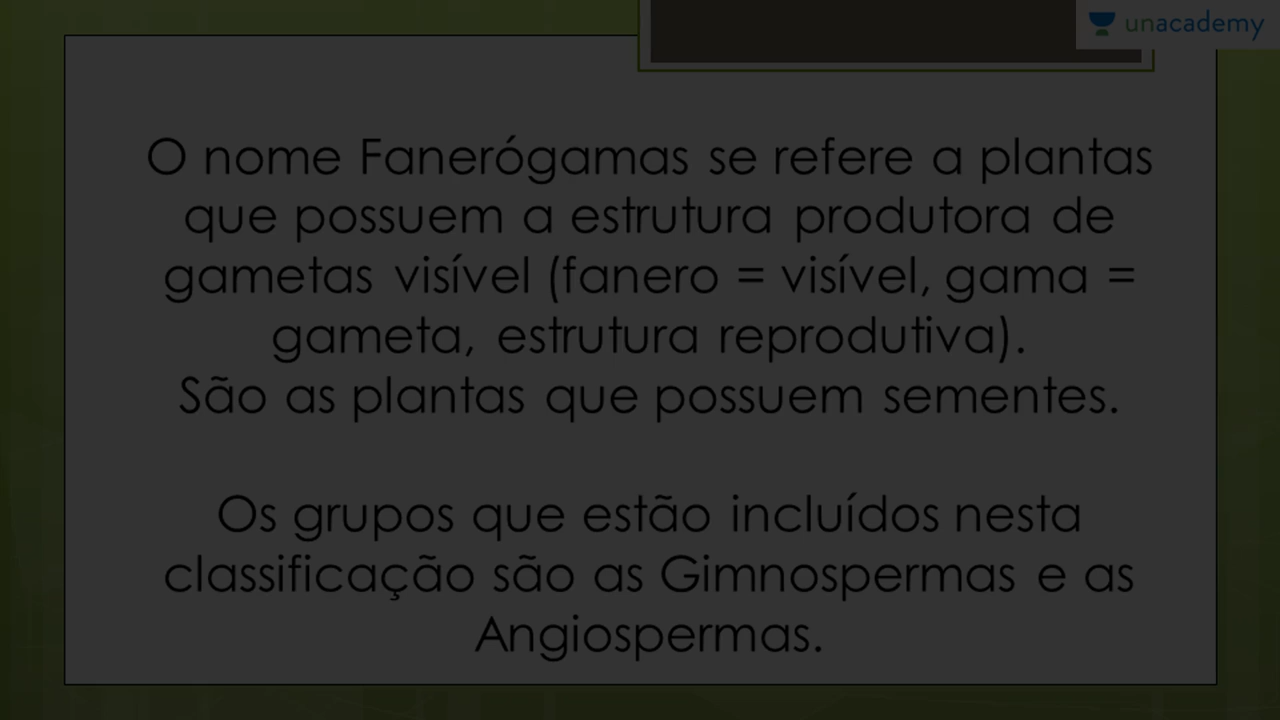 unacademy
O nome Fanerógamas se refere a plantas
que possuem a estrutura produtora de
gametas visível (fanero = visível, gama =
gameta, estrutura reprodutiva).
São as plantas que possuem sementes.
Os grupos que estão incluídos nesta
classificação são as Gimnospermas e as
Angiospermas.